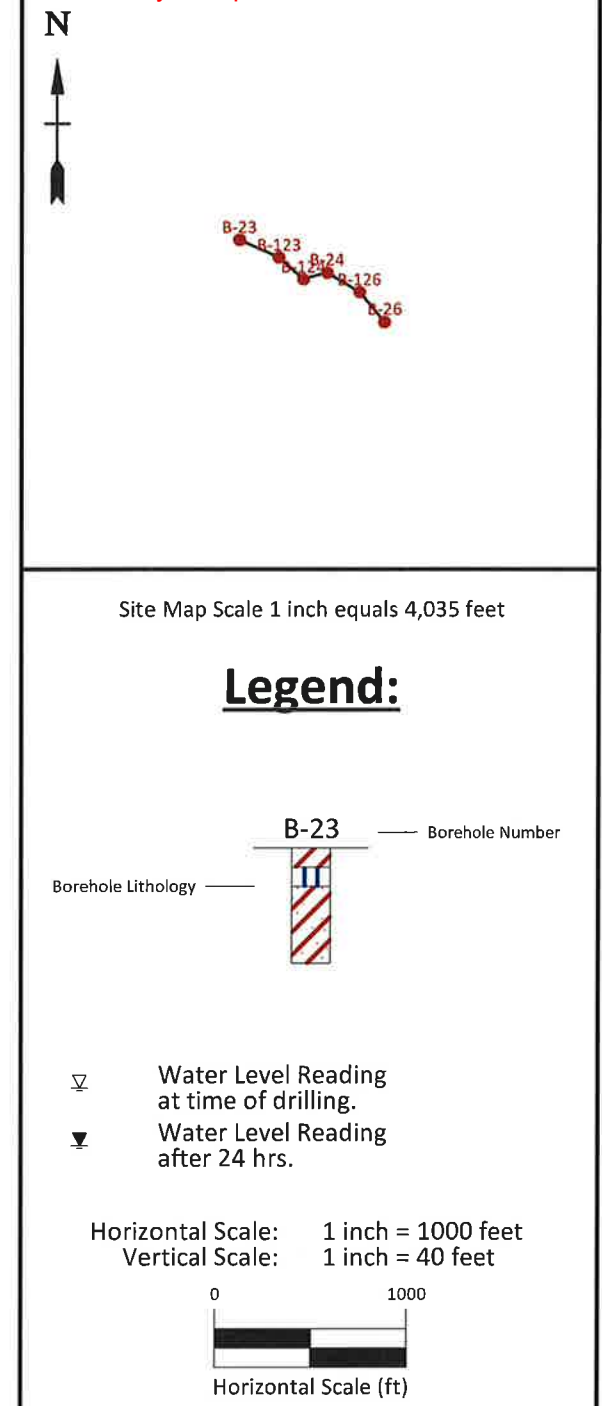 N
B-23
B-123
B-24
B-126
B-26
Site Map Scale 1 inch equals 4,035 feet
Legend:
B-23
Borehole Number
Borehole Lithology
Water Level Reading
at time of drilling.
Water Level Reading
after 24 hrs.
Horizontal Scale: 1 inch = 1000 feet
Vertical Scale: 1 inch = 40 feet
0 1000
Horizontal Scale (ft)